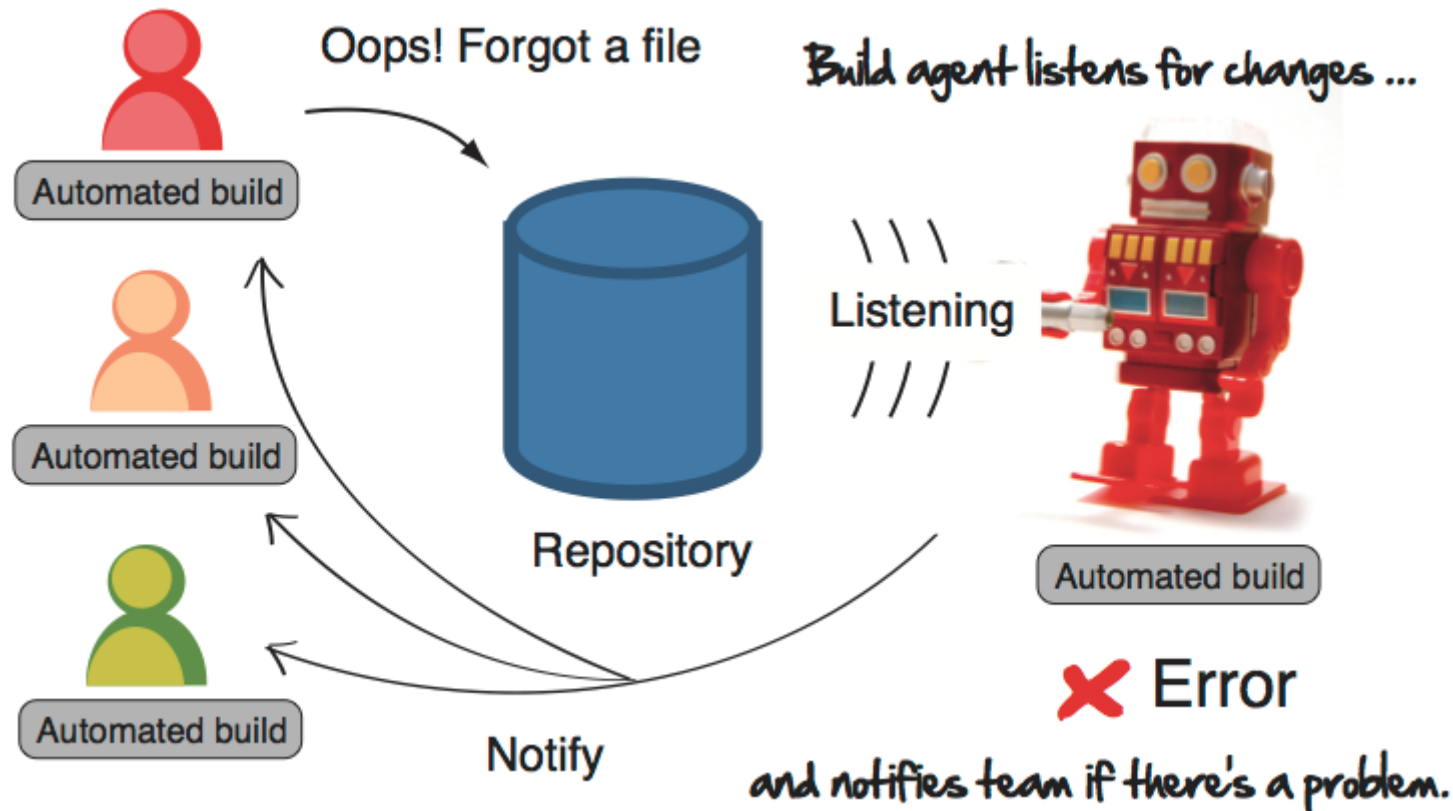 Oops! Forgot a file
Build agent listens for changes ...
Automated build
Listening
Automated build
Repository
Automated build
Automated build
Error
Notify
and notifies team if there's a problem.